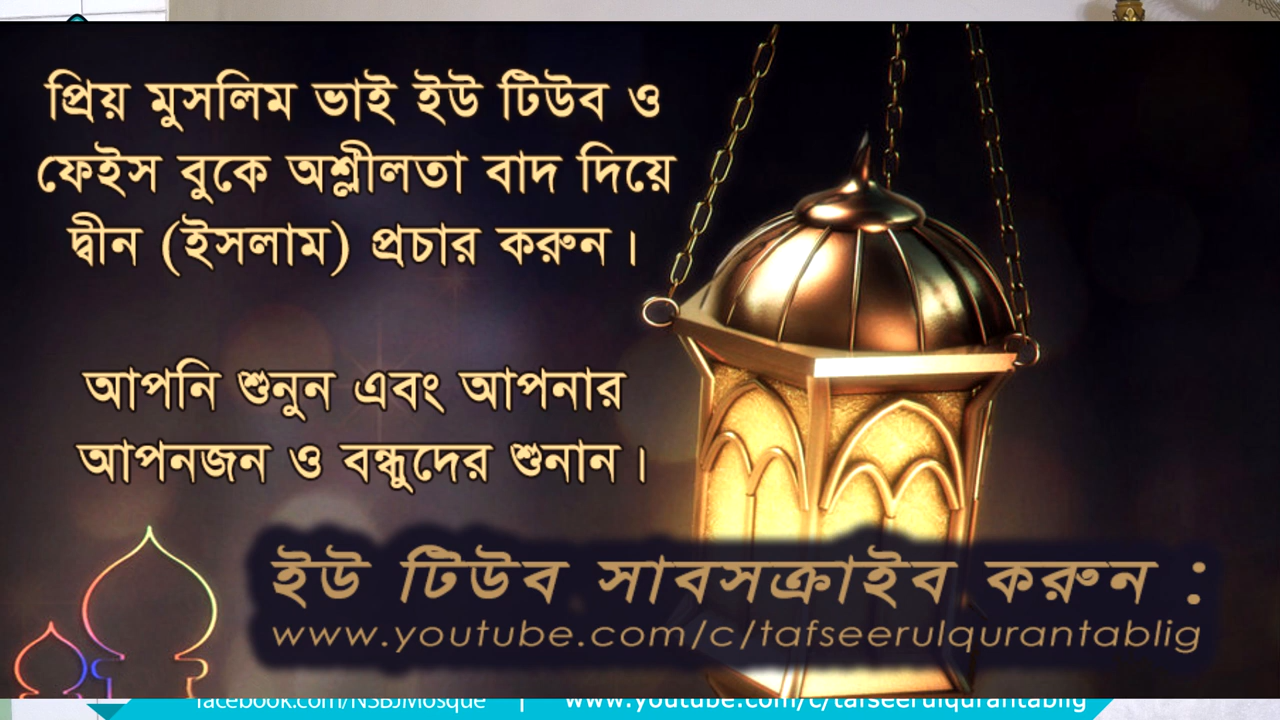 প্রিয় মুসলিম ভাই ইউ টিউব ও
ফেইস বুকে অশ্লীলতা বাদ দিয়ে
দ্বীন (ইসলাম) প্রচার করুন।
আপনি শুনুন এবং আপনার
আপনজন ও বন্ধুদের শুনান।
ইউ টিউব সাবসক্রাইব করুন :
www.youtube.com/c/tafseerulqurantablig
facebook.com/NSBJMosque | www.youtube.com/c/tafseerulqurantablig